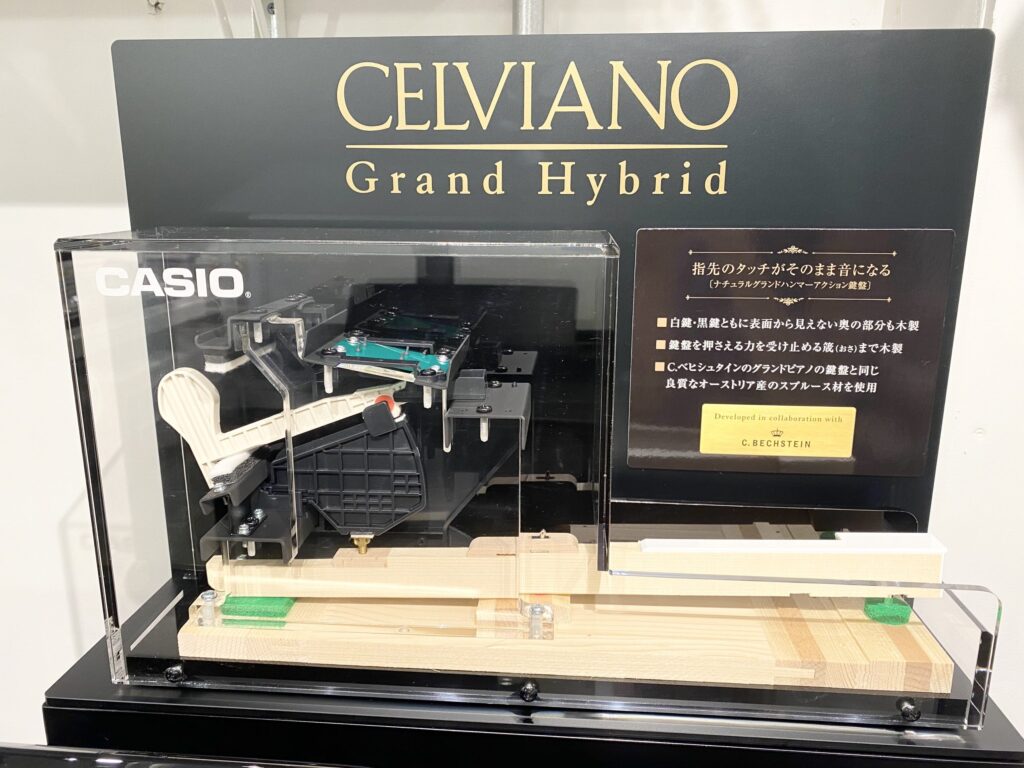 CELVIANO
Grand Hybrid
CASIO®
指先のタッチがそのまま音になる
〔ナチュラルグランドハンマーアクション鍵盤〕
■白鍵・黒鍵ともに表面から見えない奥の部分も木製
■鍵盤を押さえる力を受け止める筬(おさ)まで木製
■C.ベヒシュタインのグランドピアノの鍵盤と同じ
良質なオーストリア産のスプルース材を使用
Developed in collaboration with
C. BECHSTEIN